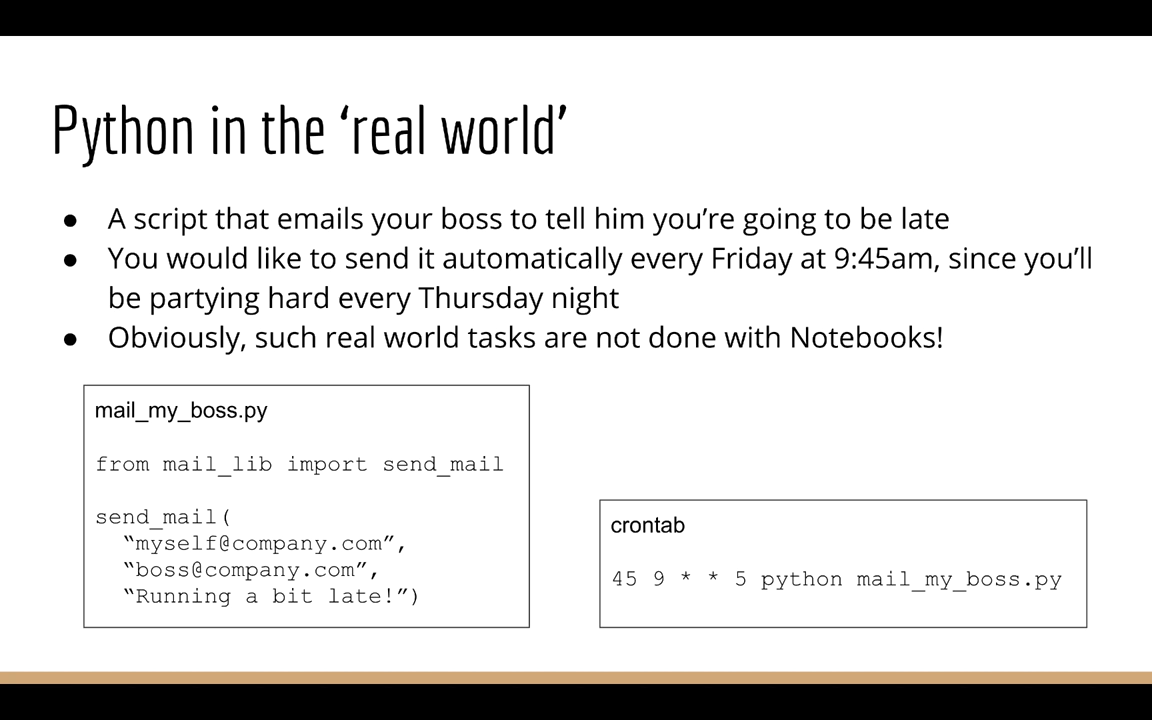 Python in the ‘real world’
● A script that emails your boss to tell him you’re going to be late
● You would like to send it automatically every Friday at 9:45am, since you’ll
be partying hard every Thursday night
● Obviously, such real world tasks are not done with Notebooks!
mail_my_boss.py
from mail_lib import send_mail
send_mail(
“myself@company.com”,
“boss@company.com”,
“Running a bit late!”)
crontab
45 9 * * 5 python mail_my_boss.py